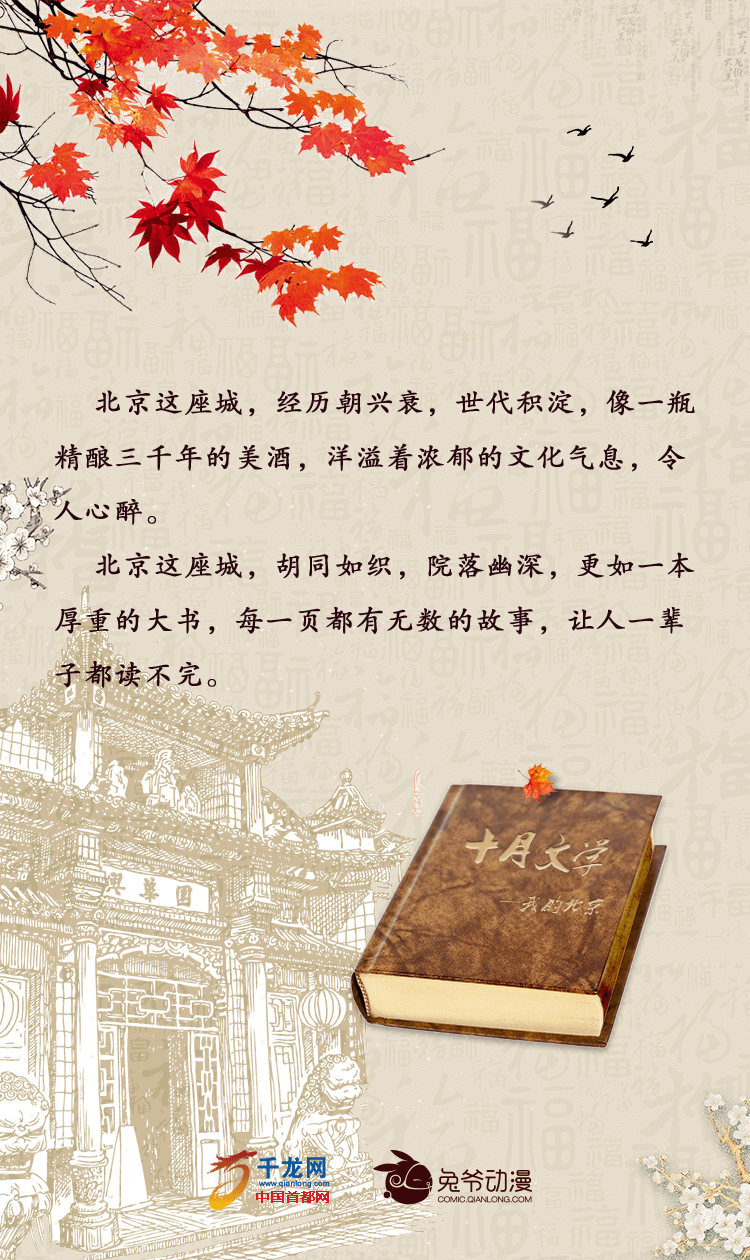 北京这座城，经历朝兴衰，世代积淀，像一瓶
精酿三千年的美酒，洋溢着浓郁的文化气息，令
人心醉。
北京这座城，胡同如织，院落幽深，更如一本
厚重的大书，每一页都有无数的故事，让人一辈
子都读不完。
十月文学
—我的北京
千龙网
www.qianlong.com
中国首都网
兔爷动漫
COMIC.QIANLONG.COM